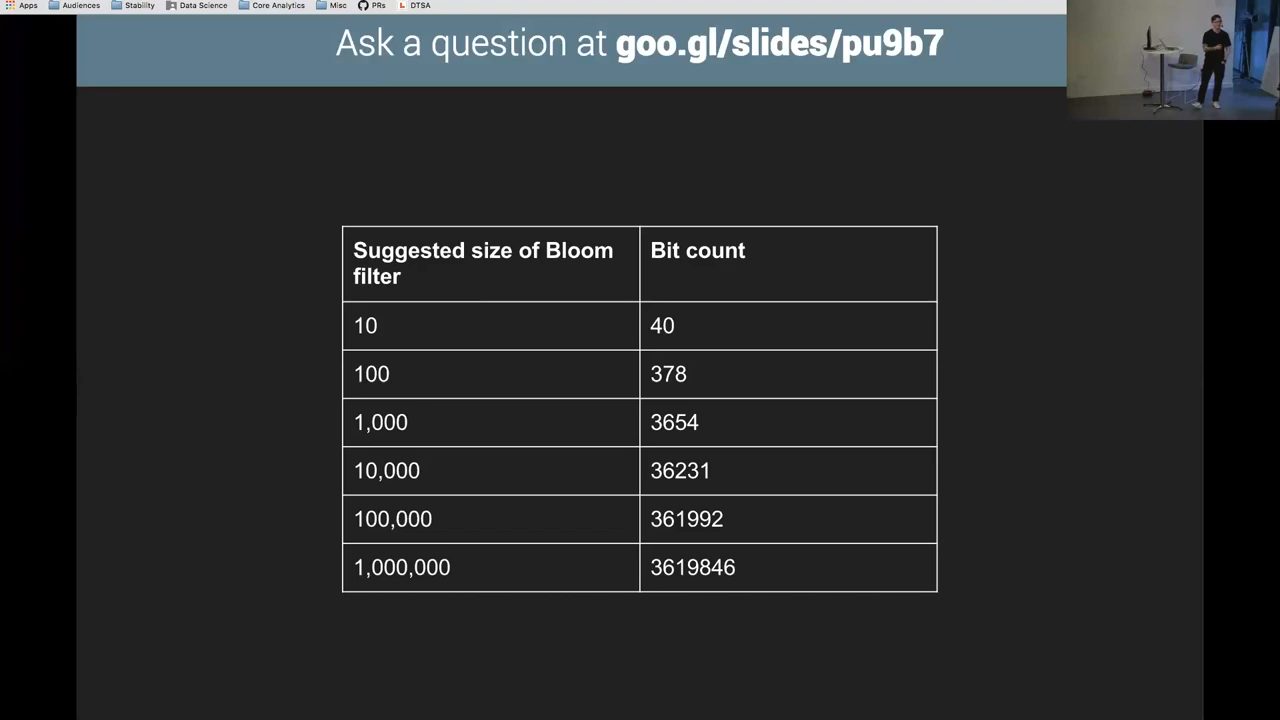 Apps Audiences Stability Data Science Core Analytics Misc PRs DTSA
Ask a question at goo.gl/slides/pu9b7
Suggested size of Bloom
filter
Bit count
10 40
100 378
1,000 3654
10,000 36231
100,000 361992
1,000,000 3619846